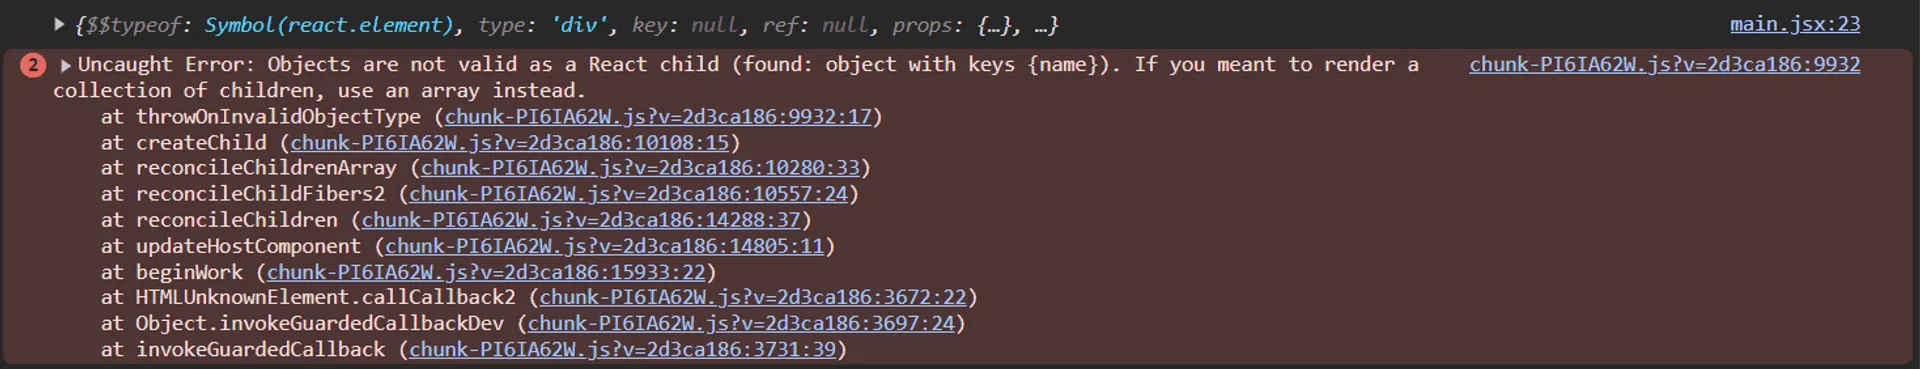 ▶ {$$typeof: Symbol(react.element), type: 'div', key: null, ref: null, props: {…}, …} main.jsx:23
2 ▶ Uncaught Error: Objects are not valid as a React child (found: object with keys {name}). If you meant to render a chunk-PI6IA62W.js?v=2d3ca186:9932
collection of children, use an array instead.
at throwOnInvalidObjectType (chunk-PI6IA62W.js?v=2d3ca186:9932:17)
at createChild (chunk-PI6IA62W.js?v=2d3ca186:10108:15)
at reconcileChildrenArray (chunk-PI6IA62W.js?v=2d3ca186:10280:33)
at reconcileChildFibers2 (chunk-PI6IA62W.js?v=2d3ca186:10557:24)
at reconcileChildren (chunk-PI6IA62W.js?v=2d3ca186:14288:37)
at updateHostComponent (chunk-PI6IA62W.js?v=2d3ca186:14805:11)
at beginWork (chunk-PI6IA62W.js?v=2d3ca186:15933:22)
at HTMLUnknownElement.callCallback2 (chunk-PI6IA62W.js?v=2d3ca186:3672:22)
at Object.invokeGuardedCallbackDev (chunk-PI6IA62W.js?v=2d3ca186:3697:24)
at invokeGuardedCallback (chunk-PI6IA62W.js?v=2d3ca186:3731:39)